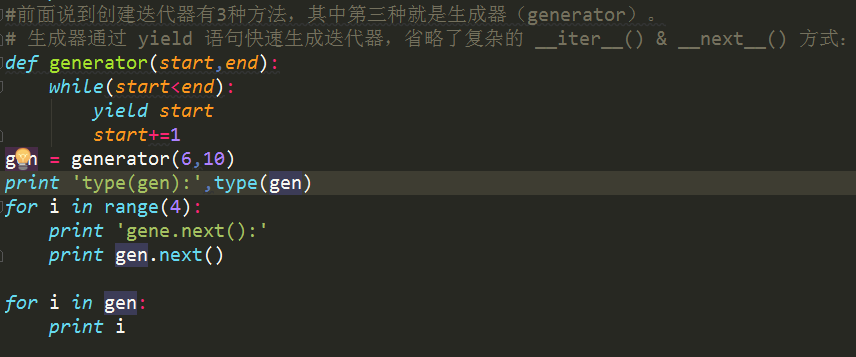 #前面说到创建迭代器有3种方法，其中第三种就是生成器（generator）。
# 生成器通过 yield 语句快速生成迭代器，省略了复杂的 __iter__() & __next__() 方式：
def generator(start,end):
    while(start<end):
        yield start
        start+=1
gen = generator(6,10)
print 'type(gen):',type(gen)
for i in range(4):
    print 'gene.next():'
    print gen.next()
for i in gen:
    print i